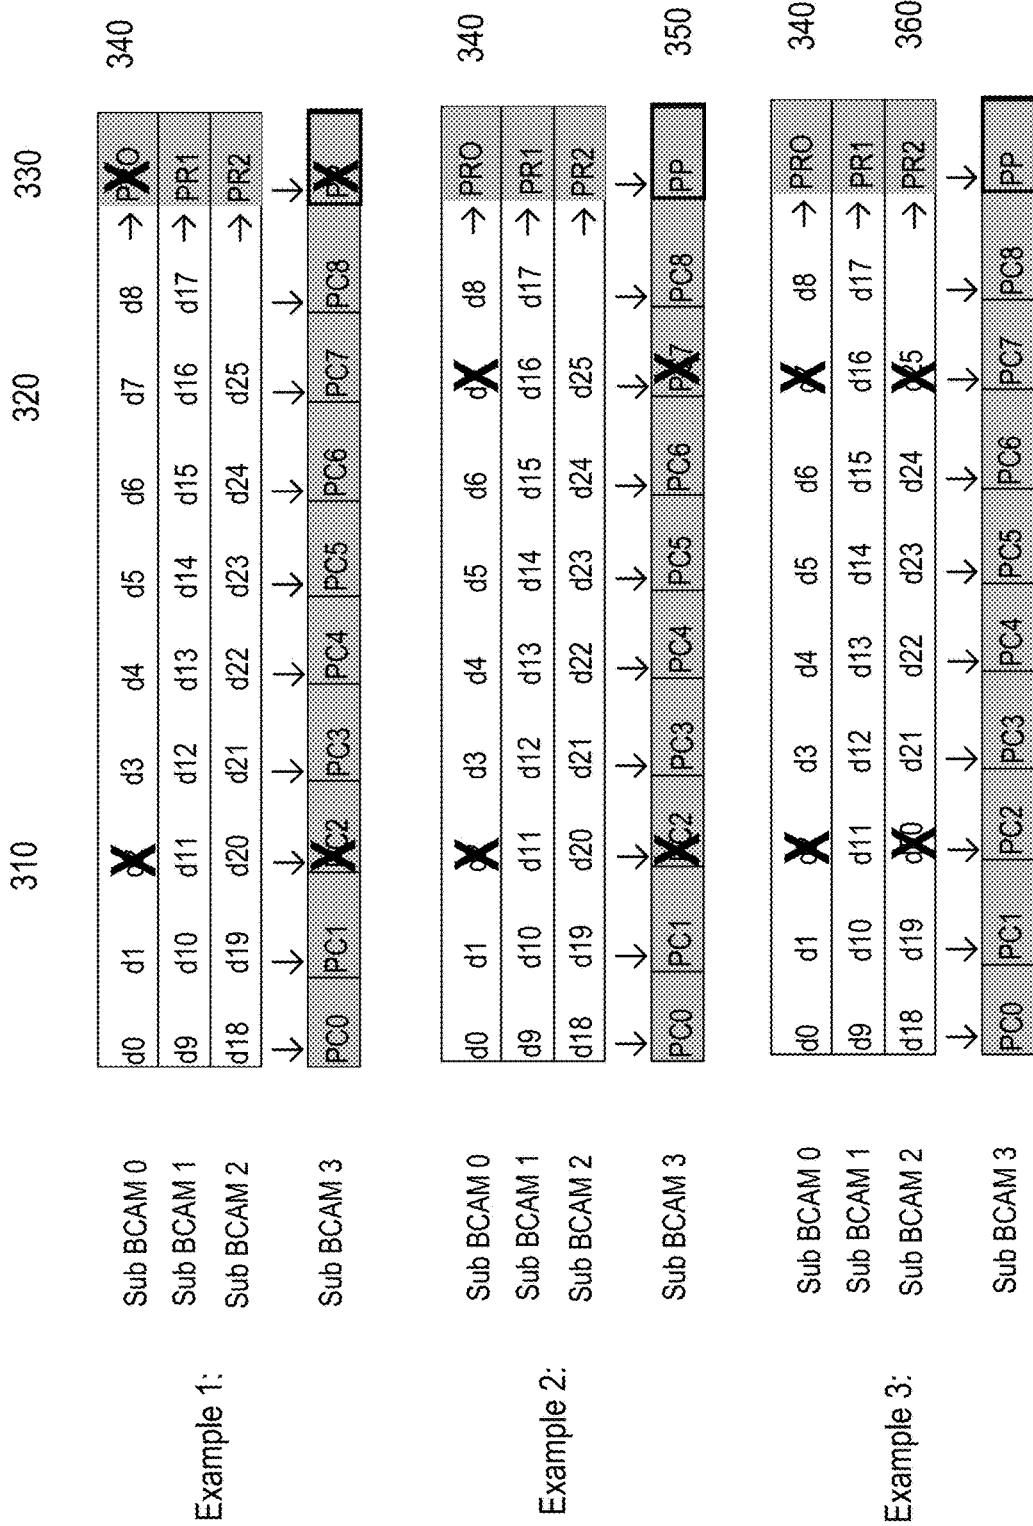 310 320 330
Example 1:
Sub BCAM 0 d0 d1 d3 d4 d5 d6 d7 d8 → 340
Sub BCAM 1 d9 d10 d11 d12 d13 d14 d15 d16 d17 → PR1
Sub BCAM 2 d18 d19 d20 d21 d22 d23 d24 d25 → PR2
Sub BCAM 3 PC0 PC1 PC3 PC4 PC5 PC6 PC7 PC8
Example 2:
Sub BCAM 0 d0 d1 d3 d4 d5 d6 d8 → PRO 340
Sub BCAM 1 d9 d10 d11 d12 d13 d14 d15 d16 d17 → PR1
Sub BCAM 2 d18 d19 d20 d21 d22 d23 d24 d25 → PR2
Sub BCAM 3 PC0 PC1 PC3 PC4 PC5 PC6 PC8 PP 350
Example 3:
Sub BCAM 0 d0 d1 d3 d4 d5 d6 d8 → PRO 340
Sub BCAM 1 d9 d10 d11 d12 d13 d14 d15 d16 d17 → PR1
Sub BCAM 2 d18 d19 d21 d22 d23 d24 → PR2 360
Sub BCAM 3 PC0 PC1 PC2 PC3 PC4 PC5 PC6 PC7 PC8 PP